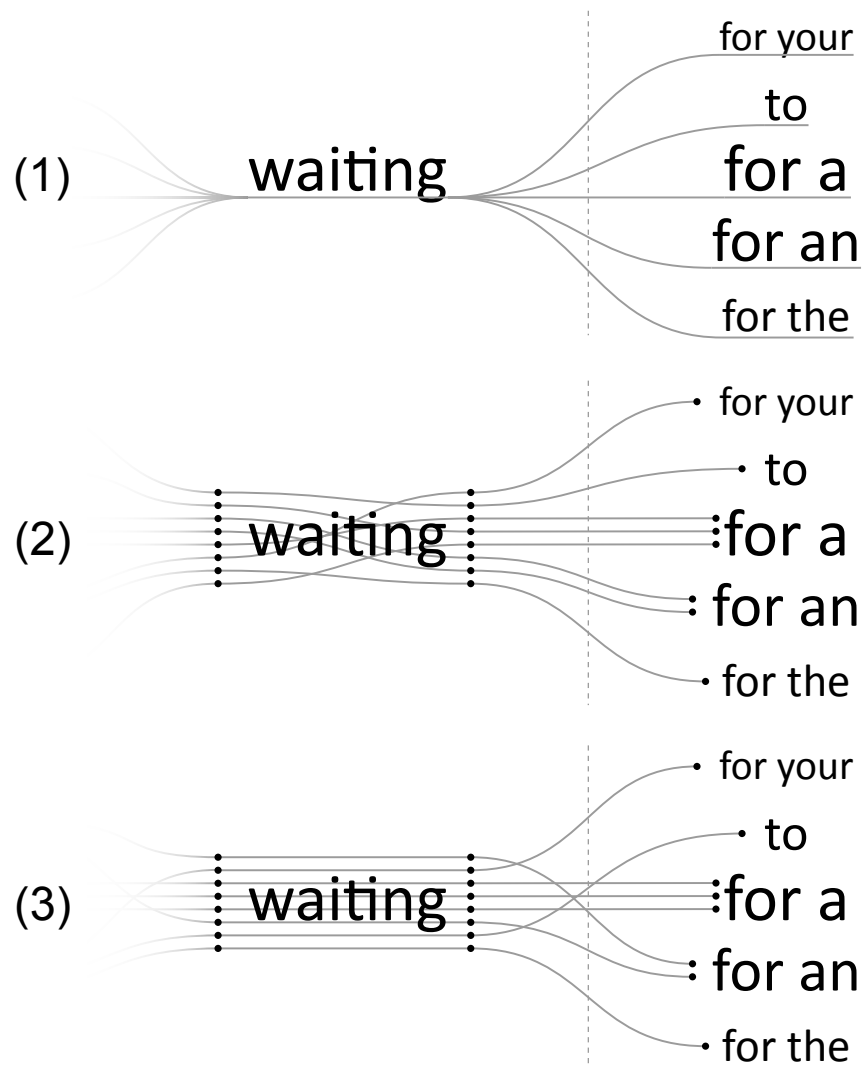 for your
to
(1) waiting for a
for an
for the
for your
to
(2) waiting for a
for an
for the
for your
to
(3) waiting for a
for an
for the